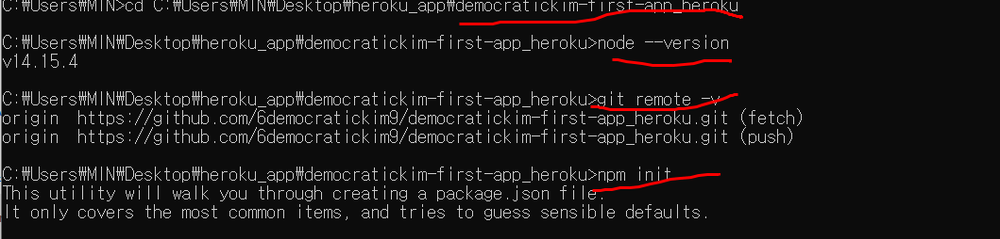 C:₩Users₩MIN>cd C:₩Users₩MIN₩Desktop₩heroku_app₩democratickim-first-app_heroku
C:₩Users₩MIN₩Desktop₩heroku_app₩democratickim-first-app_heroku>node --version
v14.15.4
C:₩Users₩MIN₩Desktop₩heroku_app₩democratickim-first-app_heroku>git remote -v
origin  https://github.com/6democratickim9/democratickim-first-app_heroku.git (fetch)
origin  https://github.com/6democratickim9/democratickim-first-app_heroku.git (push)
C:₩Users₩MIN₩Desktop₩heroku_app₩democratickim-first-app_heroku>npm init
This utility will walk you through creating a package.json file.
It only covers the most common items, and tries to guess sensible defaults.